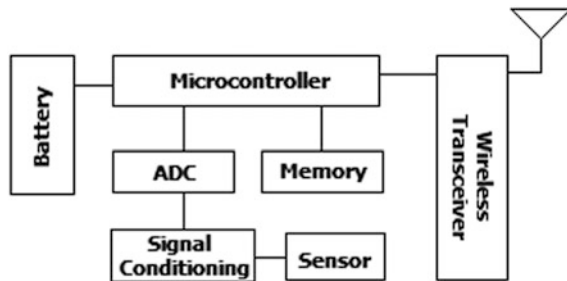 Battery
Microcontroller
Wireless
Transceiver
ADC
Memory
Signal
Conditioning
Sensor